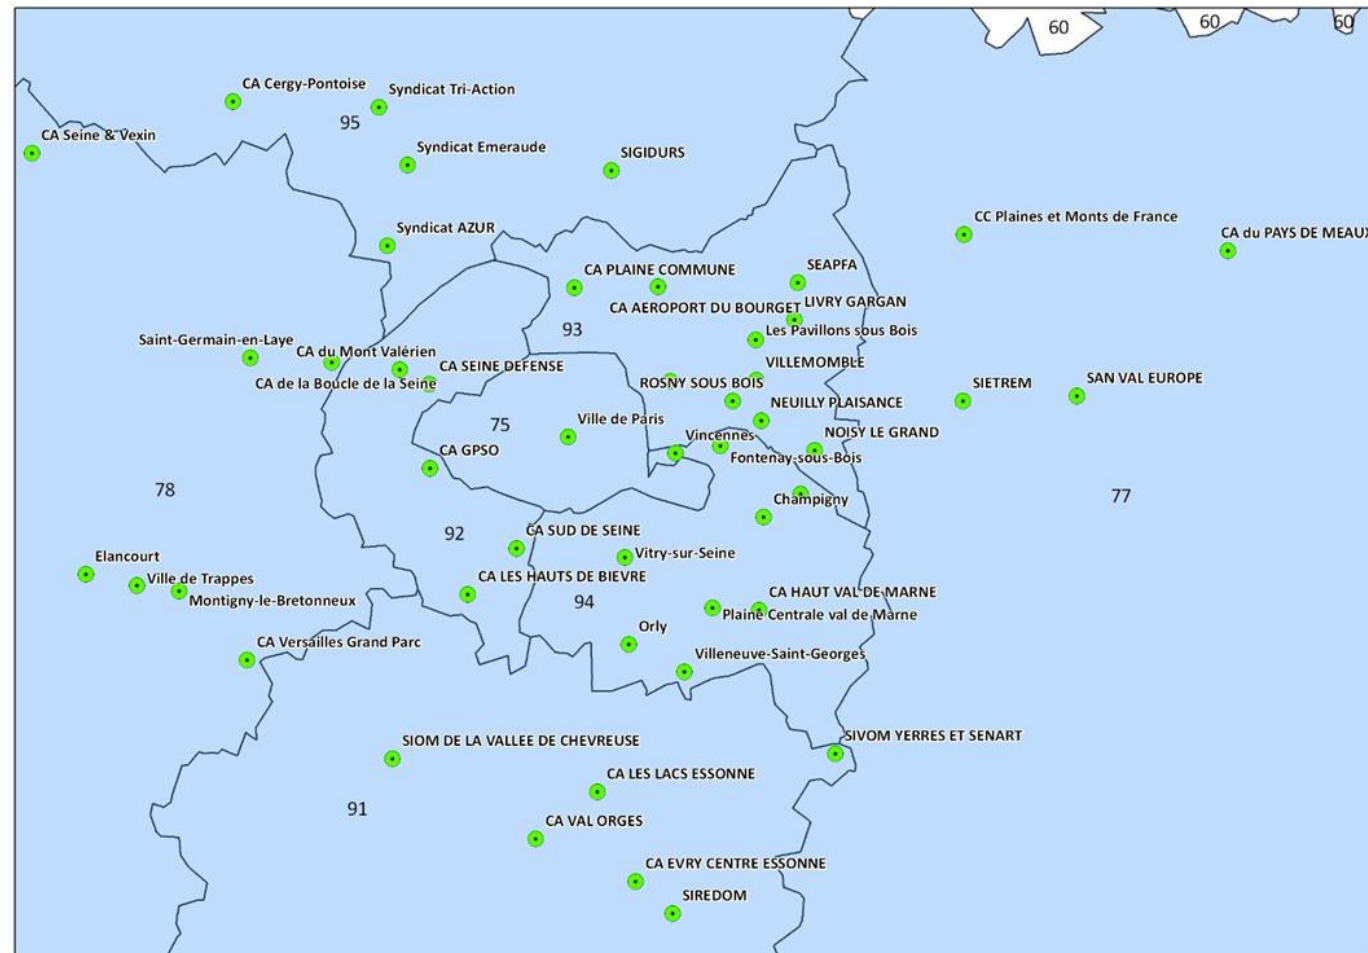 60
60
60
CA Cergy-Pontoise
Syndicat Tri-Action
95
CA Seine & Vexin
Syndicat Emeraude
SIGIDURS
CC Plaines et Monts de France
Syndicat AZUR
CA du PAYS DE MEAUX
CA PLAINE COMMUNE
SEAPFA
CA AEROPORT DU BOURGET
LIVRY GARGAN
93
Les Pavillons sous Bois
Saint-Germain-en-Laye
CA du Mont Valérien
CA SEINE DEFENSE
VILLEMOMBLE
CA de la Boucle de la Seine
ROSNY SOUS BOIS
SIETREM
SAN VAL EUROPE
NEUILLY PLAISANCE
75
Ville de Paris
Vincennes
NOISY LE GRAND
CA GPSO
Fontenay-sous-Bois
78
Champigny
77
CA SUD DE SEINE
92
Vitry-sur-Seine
Elancourt
Ville de Trappes
CA LES HAUTS DE BIEVRE
Montigny-le-Bretonneux
94
CA HAUT VAL DE MARNE
Plaine Centrale val de Marne
Orly
CA Versailles Grand Parc
Villeneuve-Saint-Georges
SIOM DE LA VALLEE DE CHEVREUSE
SIVOM YERRES ET SENART
CA LES LACS ESSONNE
91
CA VAL ORGES
CA EVRY CENTRE ESSONNE
SIREDOM